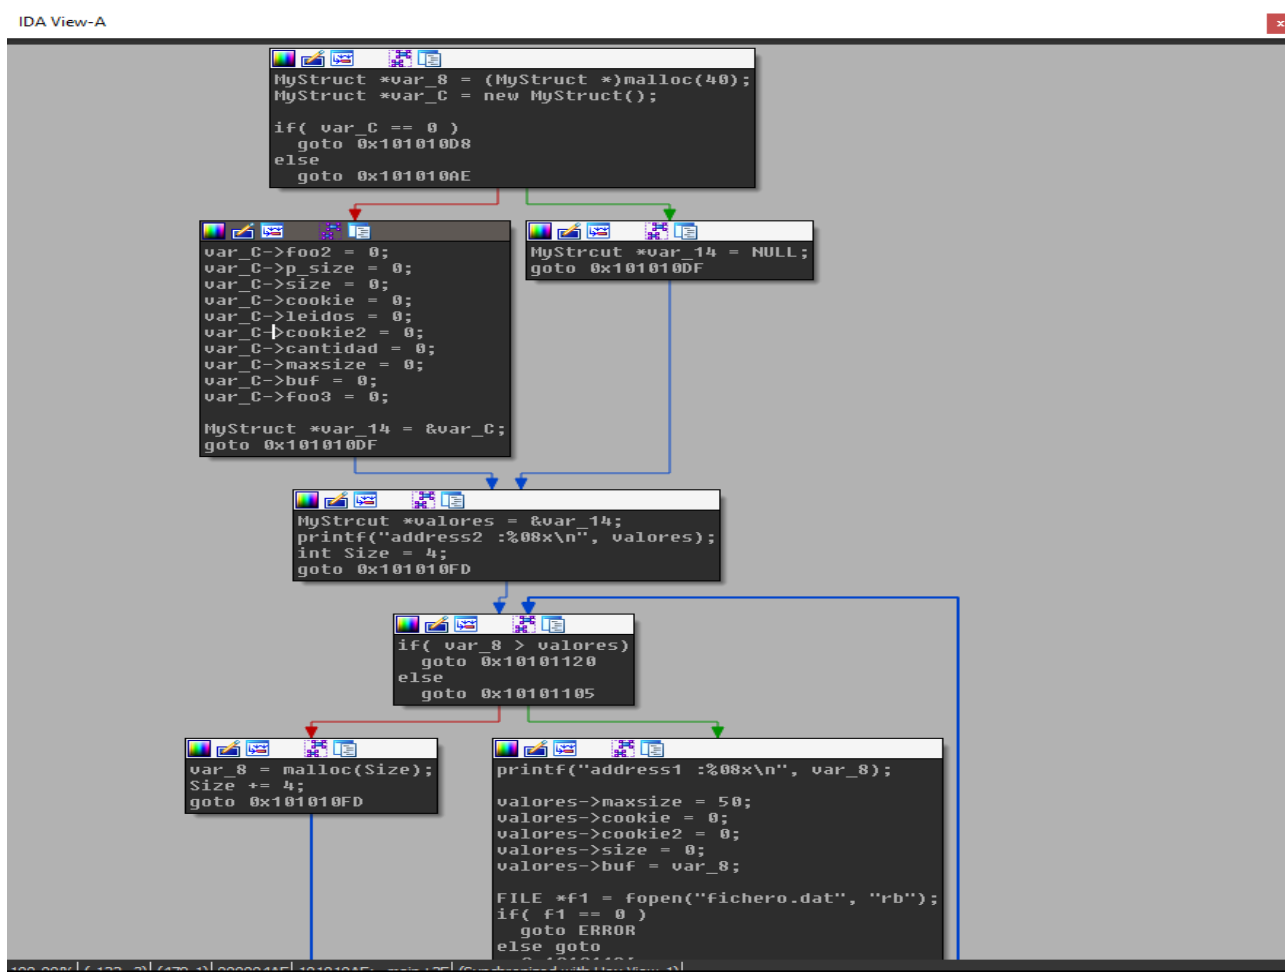 IDA View-A
x
MyStruct *var_8 = (MyStruct *)malloc(40);
MyStruct *var_C = new MyStruct();
if( var_C == 0 )
goto 0x101010D8
else
goto 0x101010AE
var_C->foo2 = 0;
var_C->p_size = 0;
var_C->size = 0;
var_C->cookie = 0;
var_C->leidos = 0;
var_C->cookie2 = 0;
var_C->cantidad = 0;
var_C->maxsize = 0;
var_C->buf = 0;
var_C->foo3 = 0;
MyStruct *var_14 = &var_C;
goto 0x101010DF
MyStrcut *var_14 = NULL;
goto 0x101010DF
MyStrcut *valores = &var_14;
printf("address2 :%08x\n", valores);
int Size = 4;
goto 0x101010FD
if( var_8 > valores)
goto 0x10101120
else
goto 0x10101105
var_8 = malloc(Size);
Size += 4;
goto 0x101010FD
printf("address1 :%08x\n", var_8);
valores->maxsize = 50;
valores->cookie = 0;
valores->cookie2 = 0;
valores->size = 0;
valores->buf = var_8;
FILE *f1 = fopen("fichero.dat", "rb");
if( f1 == 0 )
goto ERROR
else goto